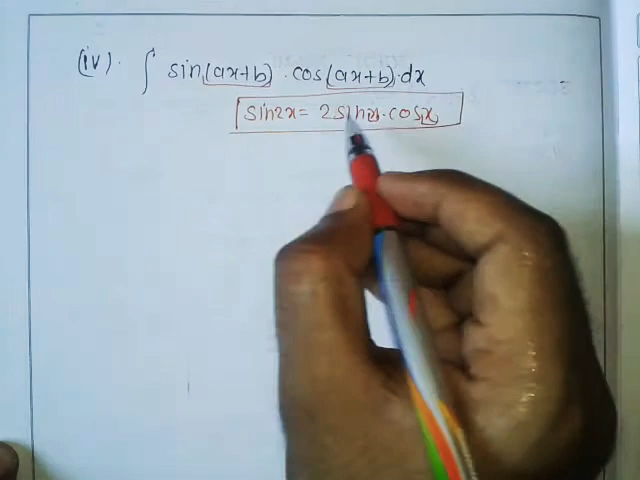 (iv). ∫ sin(ax+b) . cos(ax+b).dx
sin2x = 2sinx.cosx